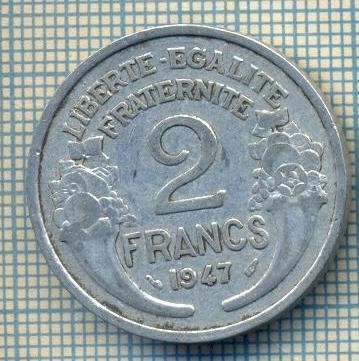 LIBERTE-EGALITE
FRATERNITE
2
FRANCS
1947